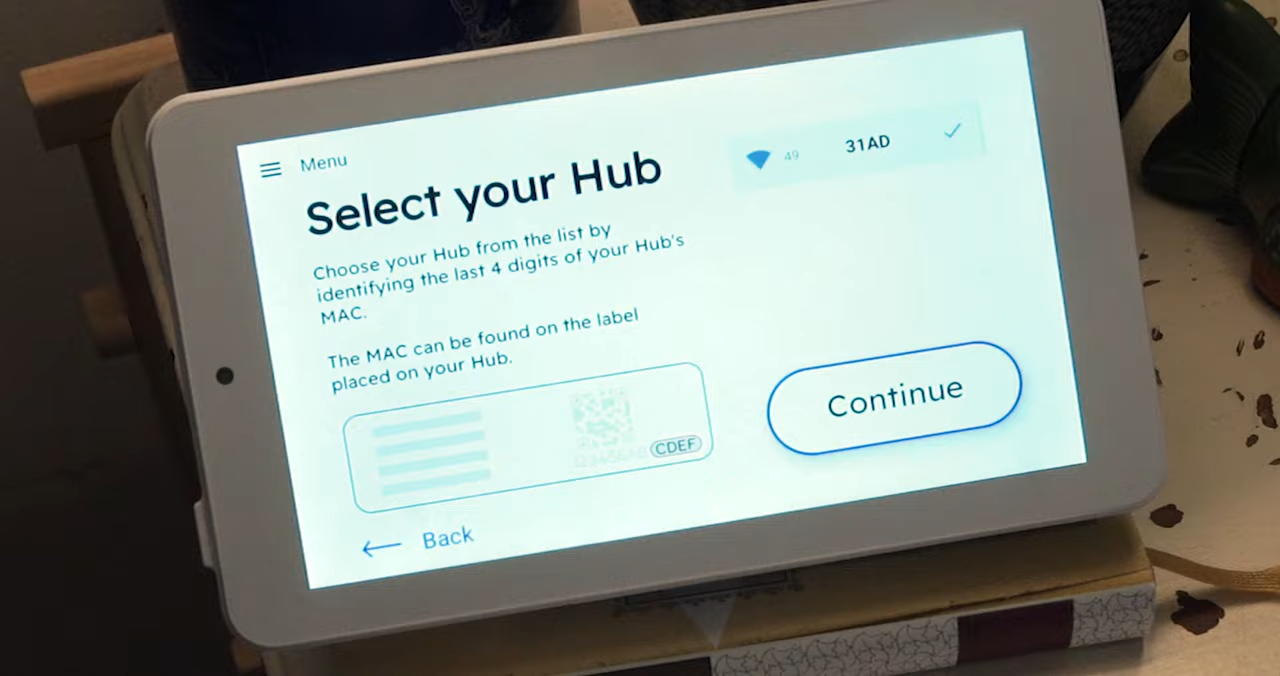 Menu
Select your Hub
Choose your Hub from the list by
identifying the last 4 digits of your Hub's
MAC.
The MAC can be found on the label
placed on your Hub.
CDEF
Back
49 31AD
Continue